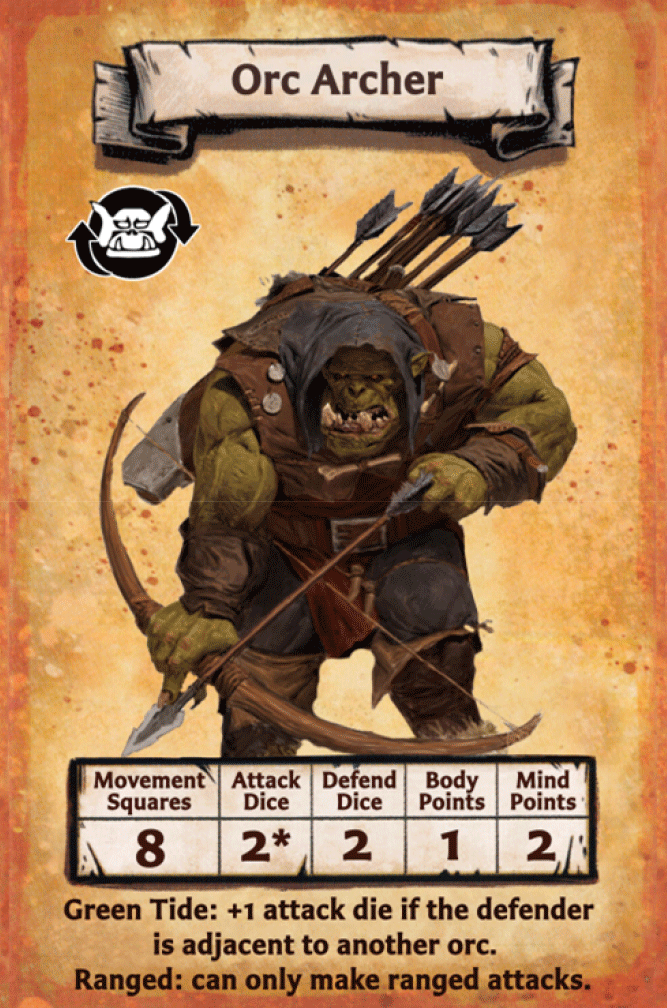 Orc Archer
Movement Squares
Attack Dice
Defend Dice
Body Points
Mind Points
8
2*
2
1
2
Green Tide: +1 attack die if the defender
is adjacent to another orc.
Ranged: can only make ranged attacks.